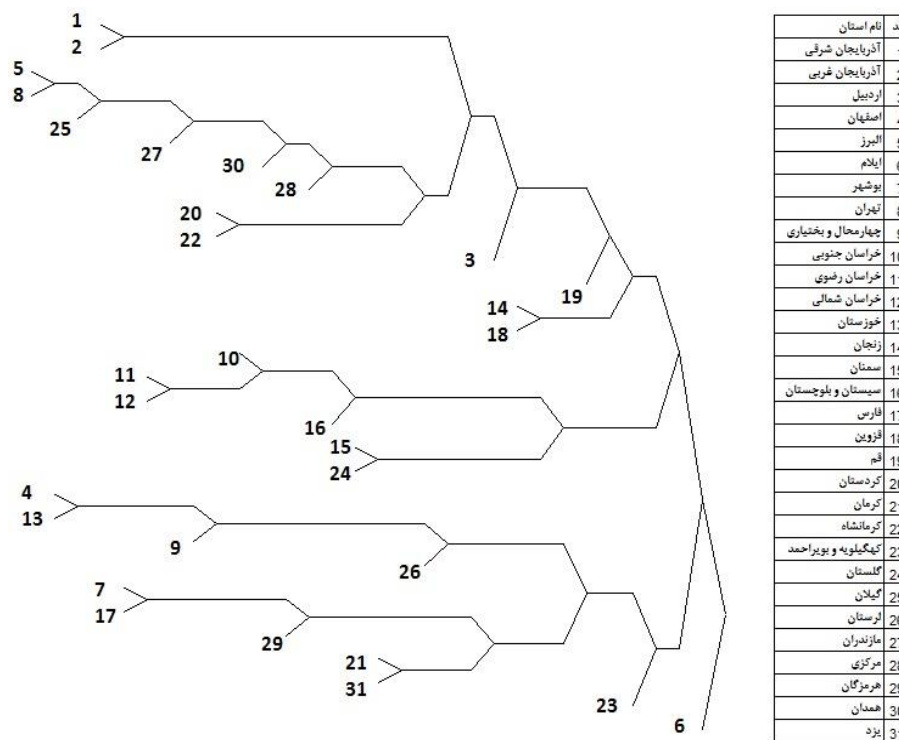 1
2
5
8
25
27
30
28
20
22
3
19
14
18
10
11
12
16
15
24
4
13
9
26
7
17
29
21
31
23
6
نام استان
آذربایجان شرقی
آذربایجان غربی
اردبیل
اصفهان
البرز
ایلام
بوشهر
تهران
چهارمحال و بختیاری
خراسان جنوبی
خراسان رضوی
خراسان شمالی
خوزستان
زنجان
سمنان
سیستان و بلوچستان
فارس
قزوین
قم
کردستان
کرمان
کرمانشاه
کهگیلویه و بویراحمد
گلستان
گیلان
لرستان
مازندران
مرکزی
هرمزگان
همدان
یزد